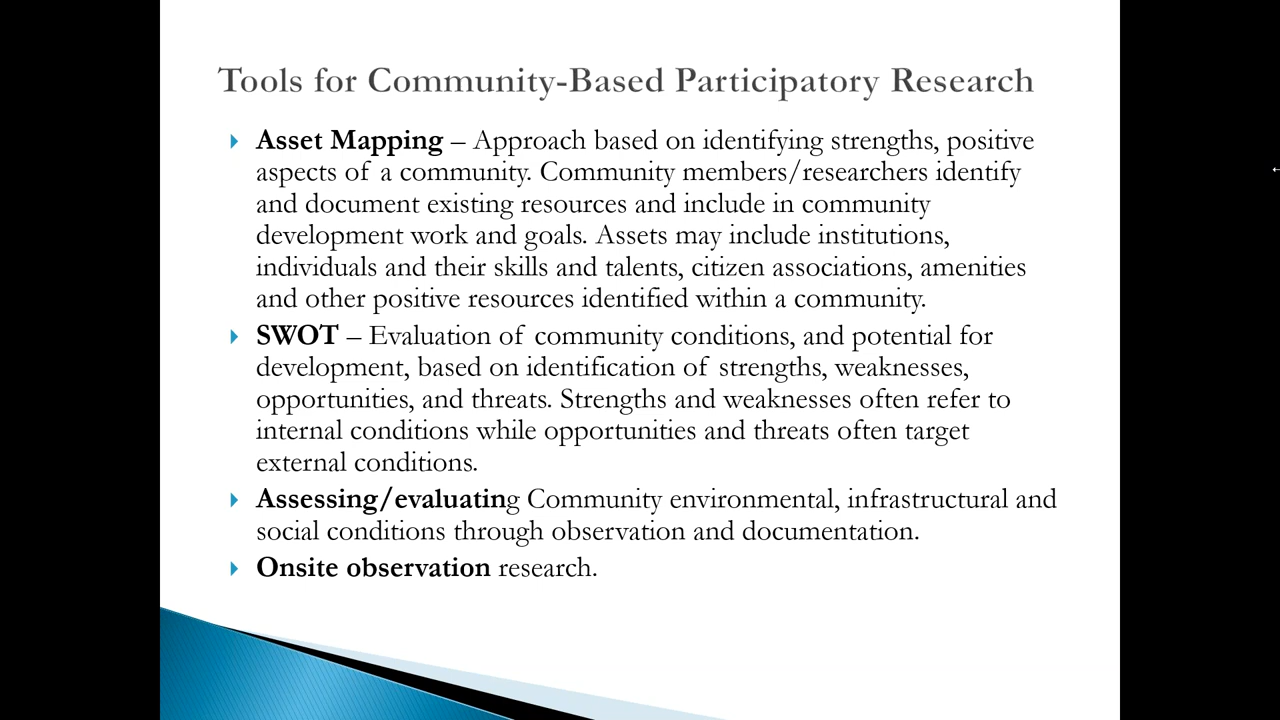 Tools for Community-Based Participatory Research
Asset Mapping – Approach based on identifying strengths, positive
aspects of a community. Community members/researchers identify
and document existing resources and include in community
development work and goals. Assets may include institutions,
individuals and their skills and talents, citizen associations, amenities
and other positive resources identified within a community.
SWOT – Evaluation of community conditions, and potential for
development, based on identification of strengths, weaknesses,
opportunities, and threats. Strengths and weaknesses often refer to
internal conditions while opportunities and threats often target
external conditions.
Assessing/evaluating Community environmental, infrastructural and
social conditions through observation and documentation.
Onsite observation research.